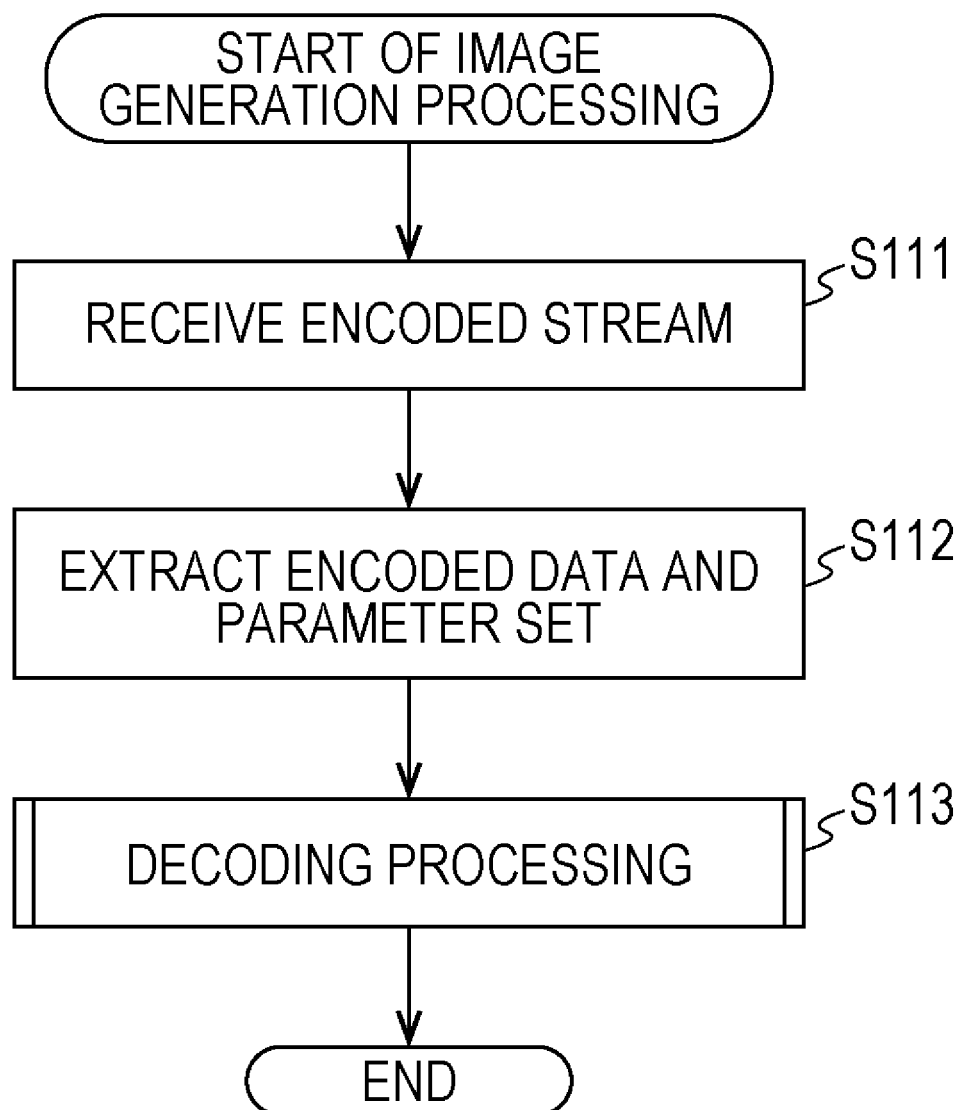 START OF IMAGE
GENERATION PROCESSING
S111
RECEIVE ENCODED STREAM
S112
EXTRACT ENCODED DATA AND
PARAMETER SET
S113
DECODING PROCESSING
END